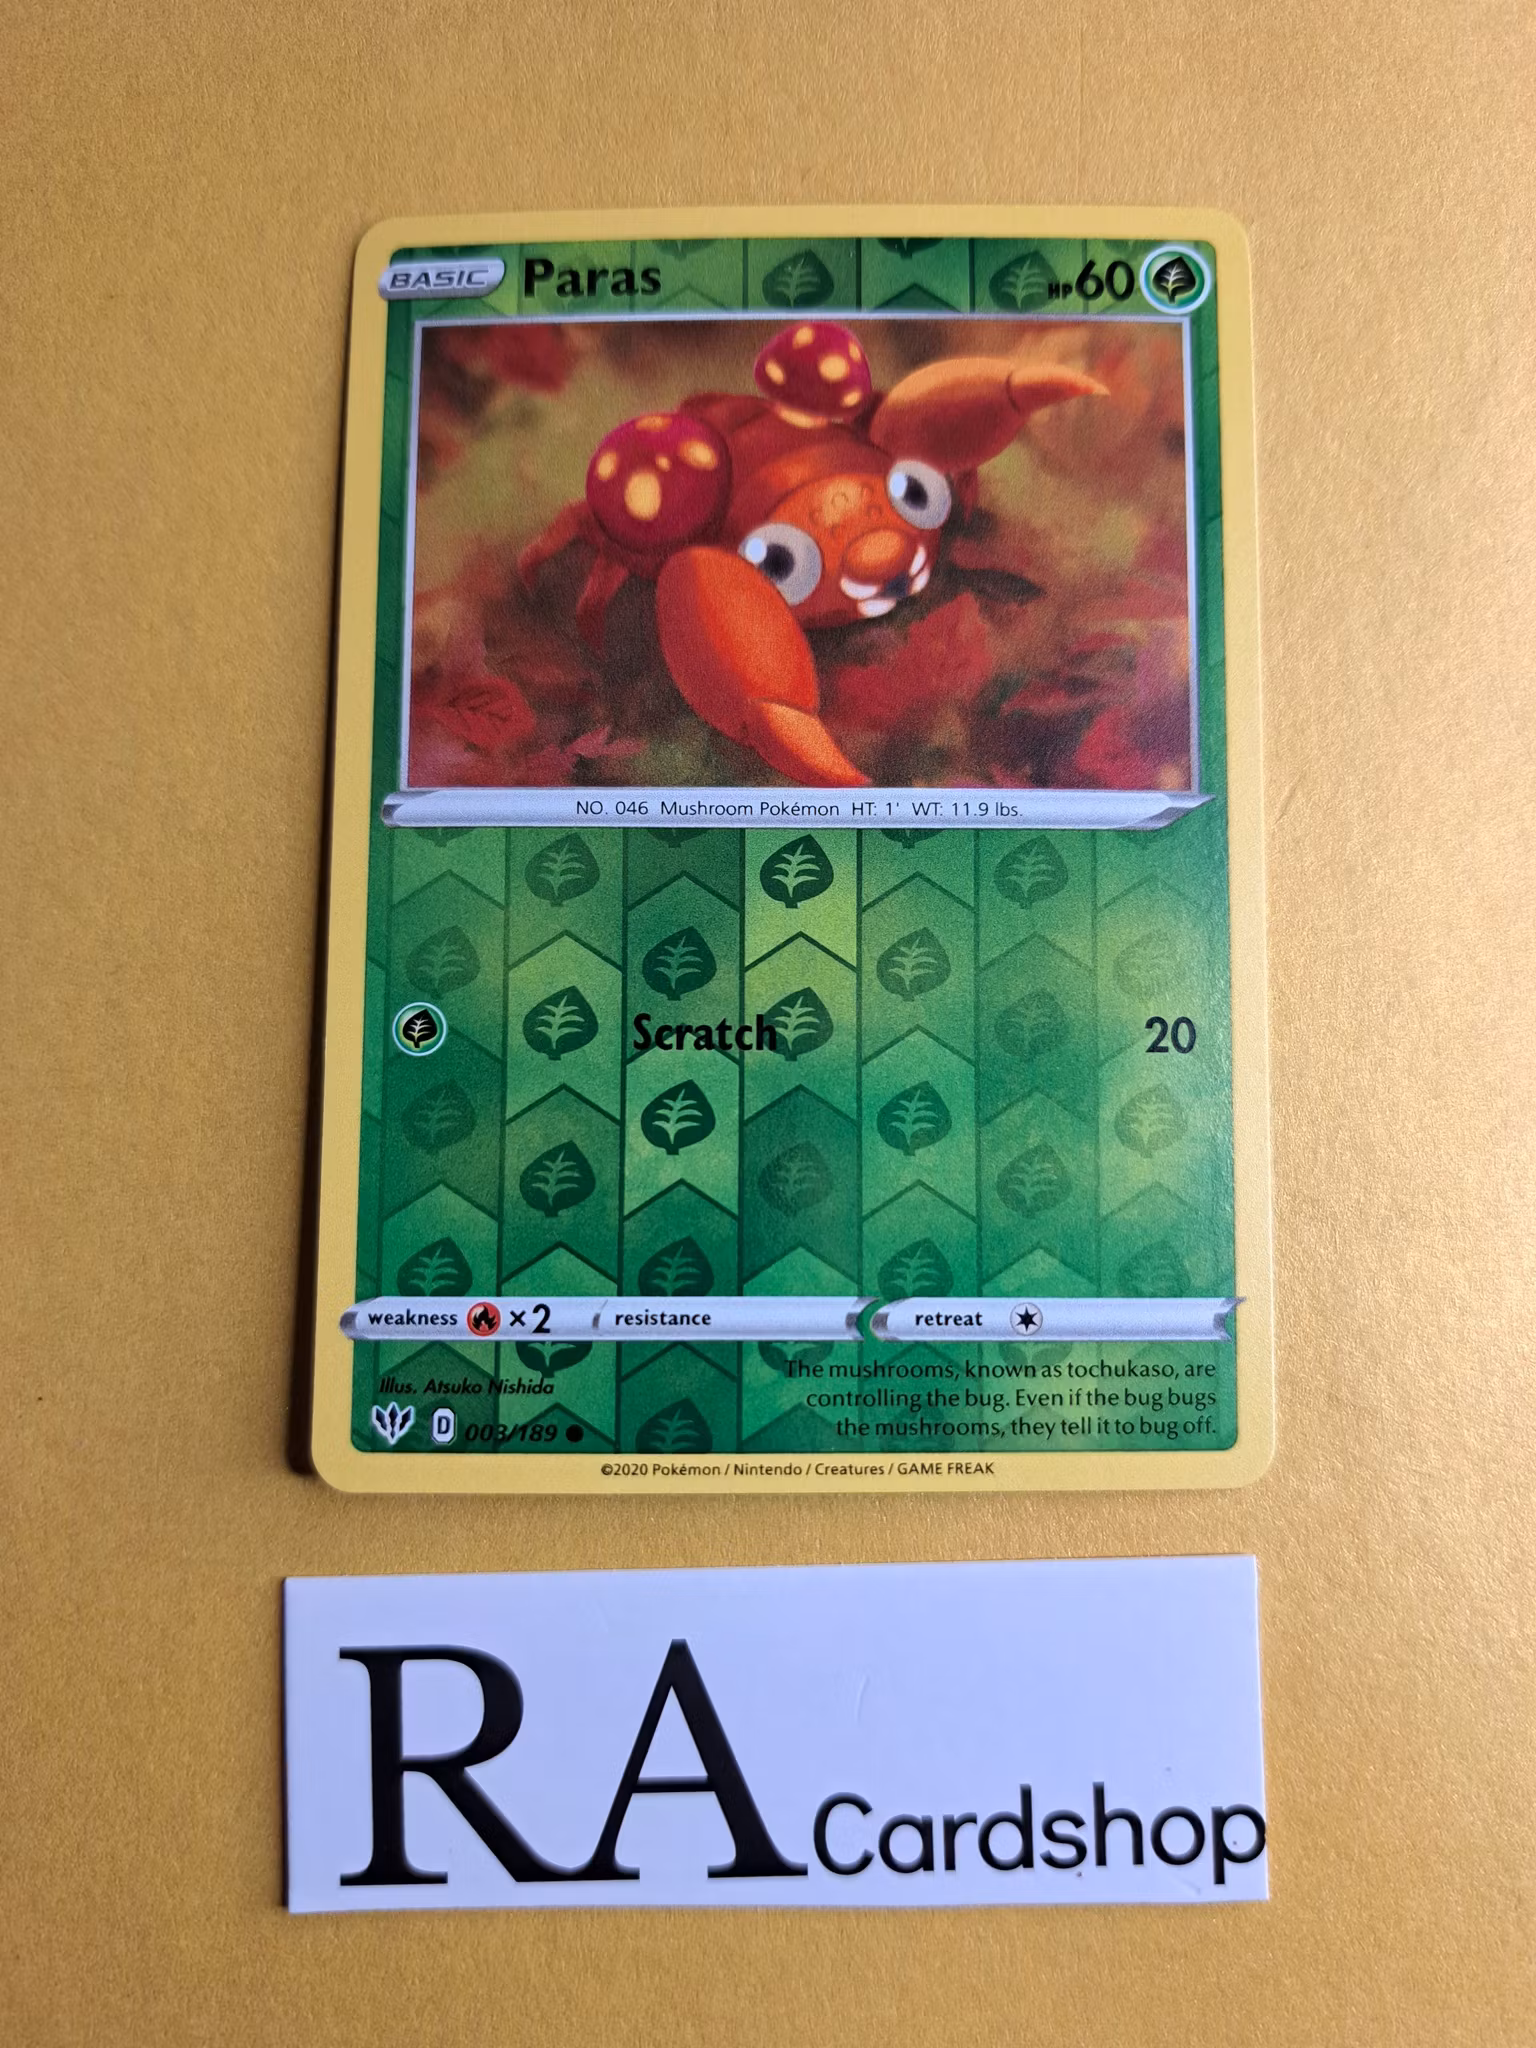 BASIC Paras HP60
NO. 046 Mushroom Pokémon HT: 1' WT: 11.9 lbs.
Scratch 20
weakness ×2 resistance retreat
The mushrooms, known as tochukaso, are
controlling the bug. Even if the bug bugs
the mushrooms, they tell it to bug off.
Illus. Atsuko Nishida
D 003/189
©2020 Pokémon / Nintendo / Creatures / GAME FREAK
RA Cardshop